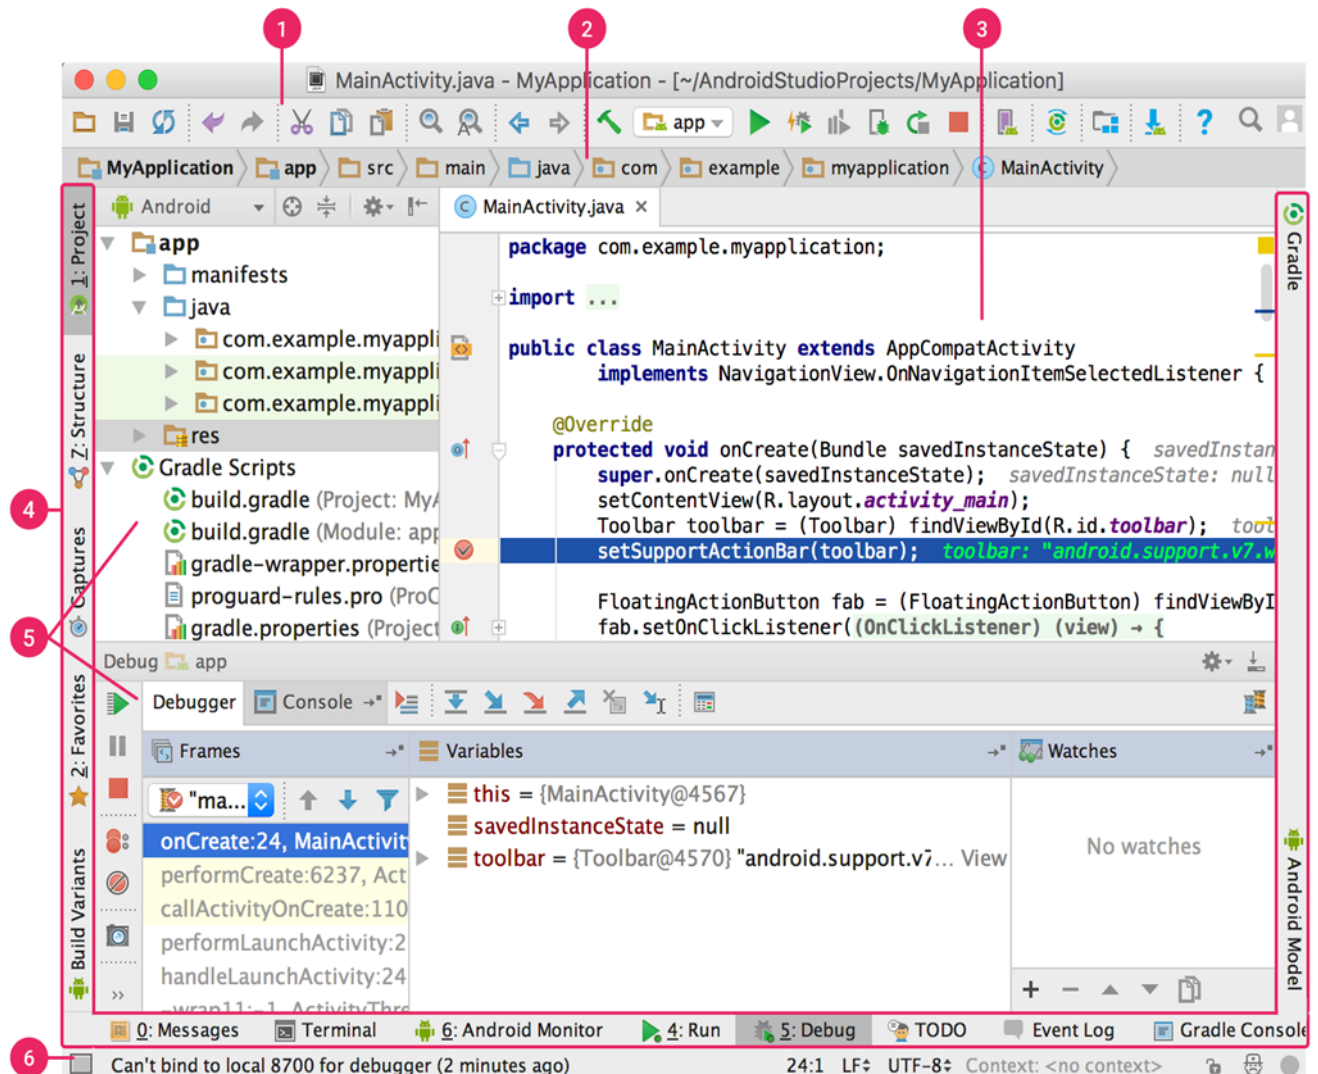 1
2
3
MainActivity.java - MyApplication - [~/AndroidStudioProjects/MyApplication]
app
?
MyApplication
app
src
main
java
com
example
myapplication
C MainActivity
1: Project
Z: Structure
Captures
2: Favorites
Build Variants
Android
app
manifests
java
com.example.myappli
com.example.myappli
com.example.myappli
res
Gradle Scripts
build.gradle (Project: MyA
build.gradle (Module: app
gradle-wrapper.propertie
proguard-rules.pro (ProC
gradle.properties (Project
C MainActivity.java ×
package com.example.myapplication;
import ...
public class MainActivity extends AppCompatActivity
implements NavigationView.OnNavigationItemSelectedListener {
@Override
protected void onCreate(Bundle savedInstanceState) { savedInstan
super.onCreate(savedInstanceState); savedInstanceState: null
setContentView(R.layout.activity_main);
Toolbar toolbar = (Toolbar) findViewById(R.id.toolbar); tool
setSupportActionBar(toolbar); toolbar: "android.support.v7.w
FloatingActionButton fab = (FloatingActionButton) findViewByI
fab.setOnClickListener((OnClickListener) (view) → {
Gradle
Android Model
4
5
Debug app
Debugger
Console
Frames
Variables
Watches
"ma...
onCreate:24, MainActivit
performCreate:6237, Act
callActivityOnCreate:110
performLaunchActivity:2
handleLaunchActivity:24
-wrap11:-1, ActivityThre
this = {MainActivity@4567}
savedInstanceState = null
toolbar = {Toolbar@4570} "android.support.v7... View
No watches
0: Messages
Terminal
6: Android Monitor
4: Run
5: Debug
TODO
Event Log
Gradle Console
6
Can't bind to local 8700 for debugger (2 minutes ago)
24:1 LF UTF-8 Context: <no context>